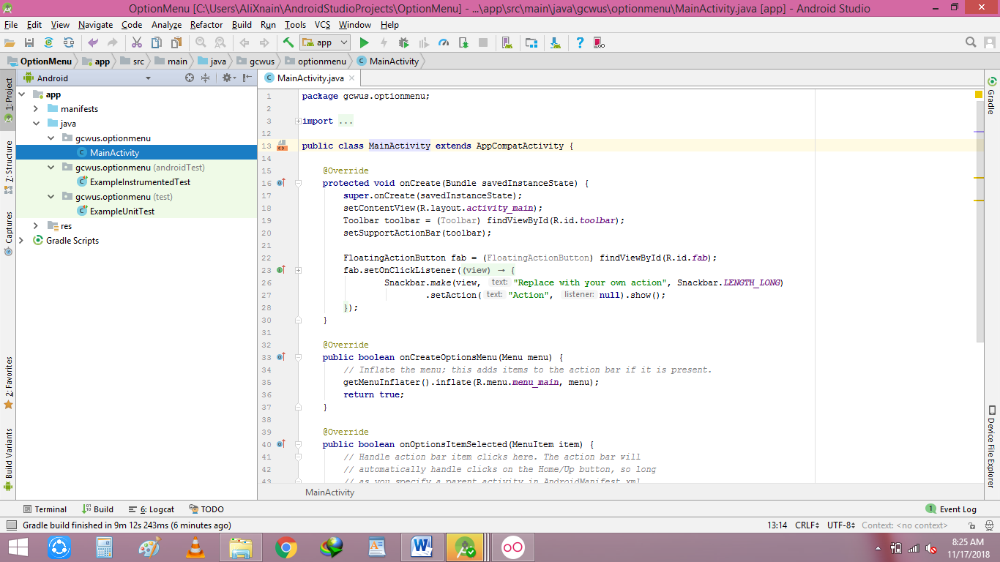 OptionMenu [C:\Users\AliXnain\AndroidStudioProjects\OptionMenu] - ...\app\src\main\java\gcwus\optionmenu\MainActivity.java [app] - Android Studio
File Edit View Navigate Code Analyze Refactor Build Run Tools VCS Window Help
app
OptionMenu app src main java gcwus optionmenu MainActivity
Android
MainActivity.java
1: Project
7: Structure
Captures
2: Favorites
Build Variants
app
manifests
java
gcwus.optionmenu
MainActivity
gcwus.optionmenu (androidTest)
ExampleInstrumentedTest
gcwus.optionmenu (test)
ExampleUnitTest
res
Gradle Scripts
1 package gcwus.optionmenu;
2
3 import ...
12
13 public class MainActivity extends AppCompatActivity {
14
15 @Override
16 protected void onCreate(Bundle savedInstanceState) {
17 super.onCreate(savedInstanceState);
18 setContentView(R.layout.activity_main);
19 Toolbar toolbar = (Toolbar) findViewById(R.id.toolbar);
20 setSupportActionBar(toolbar);
21
22 FloatingActionButton fab = (FloatingActionButton) findViewById(R.id.fab);
23 fab.setOnClickListener((view) → {
26 Snackbar.make(view, text: "Replace with your own action", Snackbar.LENGTH_LONG)
27 .setAction( text: "Action", listener: null).show();
28 });
30 }
31
32 @Override
33 public boolean onCreateOptionsMenu(Menu menu) {
34 // Inflate the menu; this adds items to the action bar if it is present.
35 getMenuInflater().inflate(R.menu.menu_main, menu);
36 return true;
37 }
38
39 @Override
40 public boolean onOptionsItemSelected(MenuItem item) {
41 // Handle action bar item clicks here. The action bar will
42 // automatically handle clicks on the Home/Up button, so long
43 // as you specify a parent activity in AndroidManifest.xml
MainActivity
Gradle
Device File Explorer
Terminal Build 6: Logcat TODO 1 Event Log
Gradle build finished in 9m 12s 243ms (6 minutes ago) 13:14 CRLF UTF-8 Context: <no context>
8:25 AM
11/17/2018